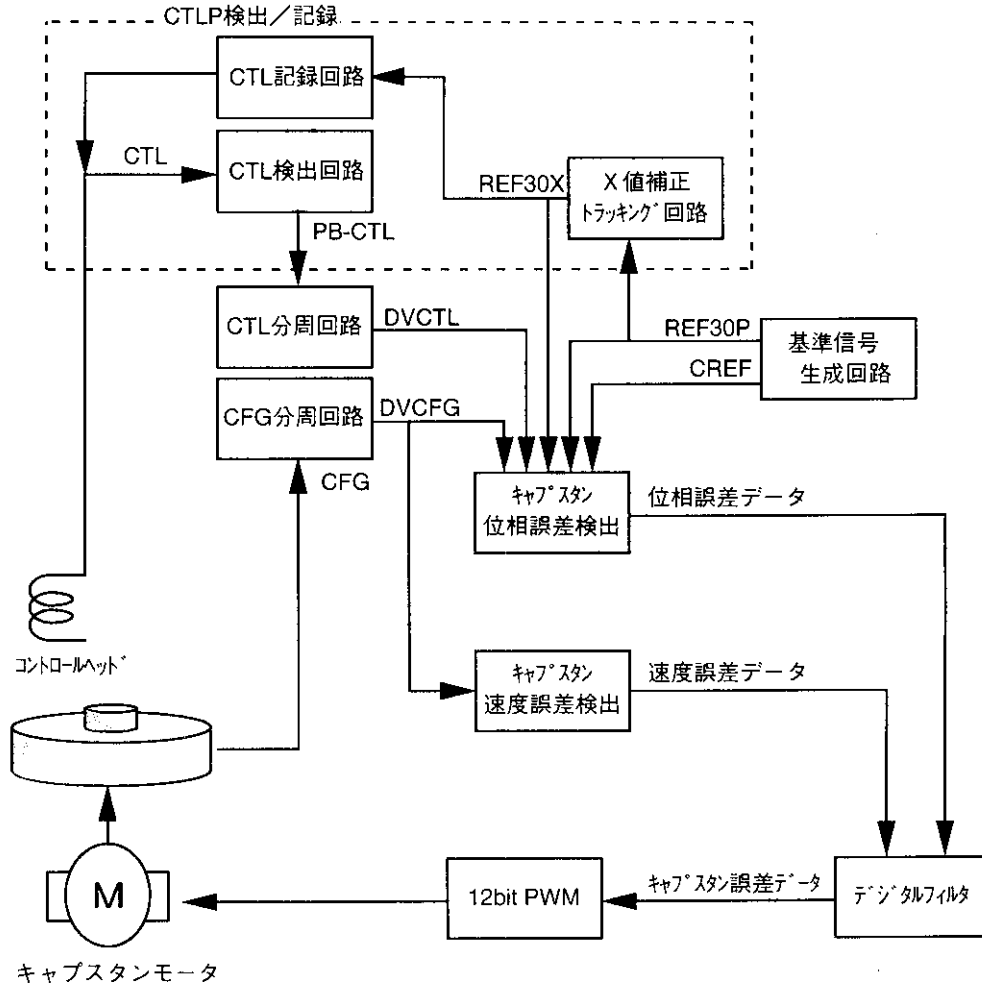 CTLP検出／記録
CTL記録回路
CTL
CTL検出回路
REF30X
X値補正
トラッキング回路
PB-CTL
CTL分周回路
DVCTL
REF30P
CREF
基準信号
生成回路
CFG分周回路
DVCFG
CFG
キャプスタン
位相誤差検出
位相誤差データ
コントロールヘッド
キャプスタン
速度誤差検出
速度誤差データ
M
12bit PWM
キャプスタン誤差データ
デジタルフィルタ
キャプスタンモータ